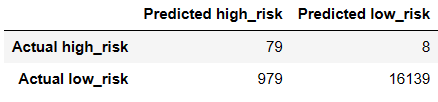 Predicted high_risk Predicted low_risk
Actual high_risk 79 8
Actual low_risk 979 16139